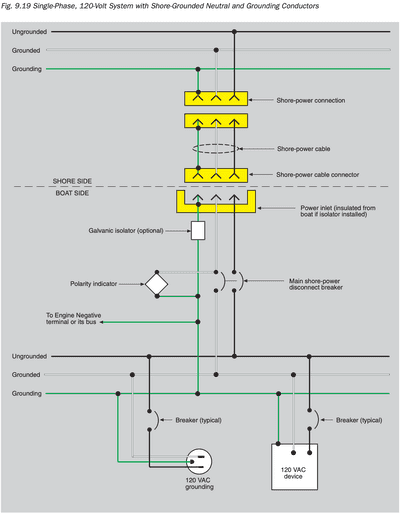 Fig. 9.19 Single-Phase, 120-Volt System with Shore-Grounded Neutral and Grounding Conductors
Ungrounded
Grounded
Grounding
Shore-power connection
Shore-power cable
Shore-power cable connector
SHORE SIDE
BOAT SIDE
Power inlet (insulated from
boat if isolator installed)
Galvanic isolator (optional)
Polarity indicator
Main shore-power
disconnect breaker
To Engine Negative
terminal or its bus
Ungrounded
Grounded
Grounding
Breaker (typical)
Breaker (typical)
120 VAC
grounding
120 VAC
device